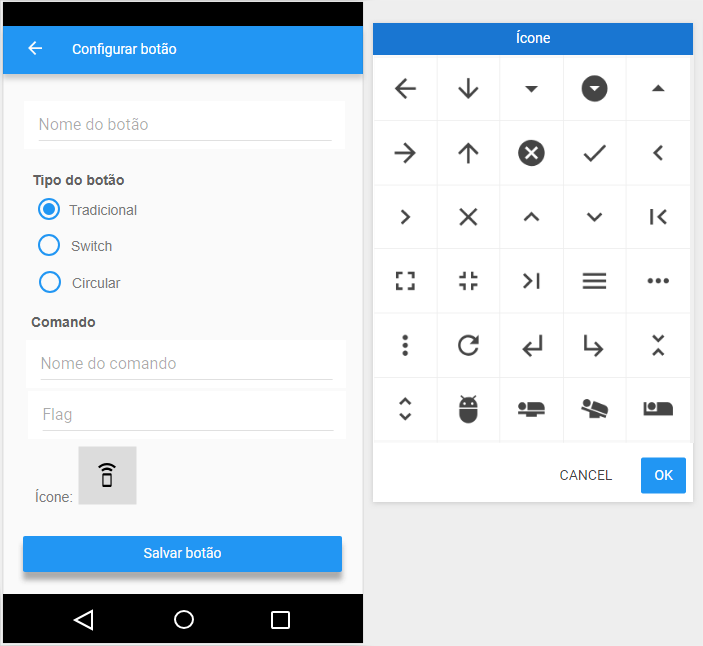 Configurar botão
Nome do botão
Tipo do botão
Tradicional
Switch
Circular
Comando
Nome do comando
Flag
Ícone:
Salvar botão
Ícone
CANCEL
OK